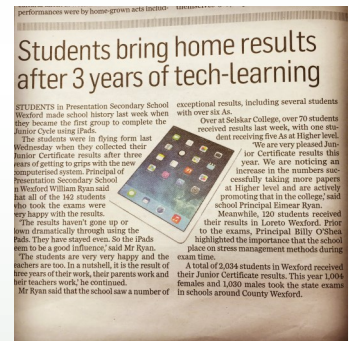 performances were by home-grown acts includ-
Students bring home results
after 3 years of tech-learning
STUDENTS in Presentation Secondary School
Wexford made school history last week when
they became the first group to complete the
Junior Cycle using iPads.
The students were in flying form last
Wednesday when they collected their
Junior Certificate results after three
years of getting to grips with the new
computerised system. Principal of
Presentation Secondary School
in Wexford William Ryan said
that all of the 142 students
who took the exams were
very happy with the results.
'The results haven't gone up or
down dramatically through using the
iPads. They have stayed even. So the iPads
seem to be a good influence,' said Mr Ryan.
'The students are very very happy and the
teachers are too. In a nutshell, it is the result of
three years of their work, their parents work and
their teachers work,' he continued.
Mr Ryan said that the school saw a number of
exceptional results, including several students
with over six As.
Over at Selskar College, over 70 students
received results last week, with one stu-
dent receiving five As at Higher level.
'We are very pleased Jun-
ior Certificate results this
year. We are noticing an
increase in the numbers suc-
cessfully taking more papers
at Higher level and are actively
promoting that in the college,' said
school Principal Eimear Ryan.
Meanwhile, 120 students received
their results in Loreto Wexford. Prior
to the exams, Principal Billy O'Shea
highlighted the importance that the school
place on stress management methods during
exam time.
A total of 2,034 students in Wexford received
their Junior Certificate results. This year 1,004
females and 1,030 males took the state exams
in schools around County Wexford.